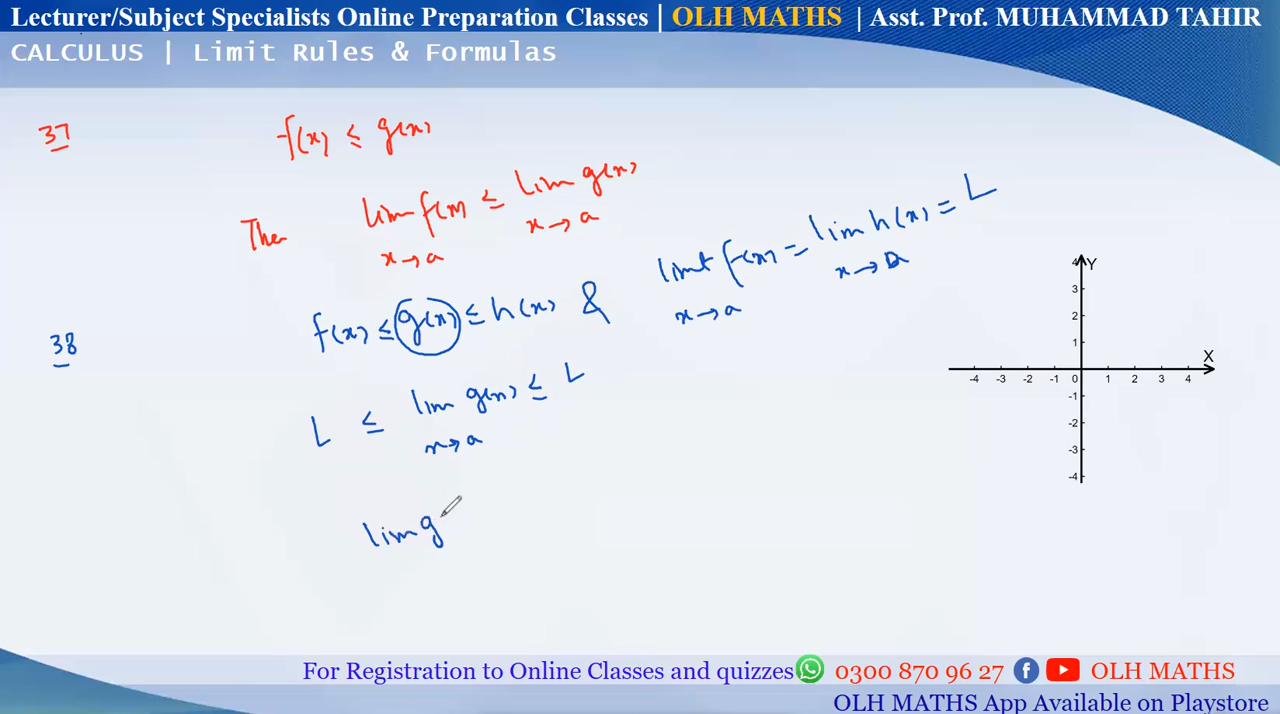 Lecturer/Subject Specialists Online Preparation Classes | OLH MATHS | Asst. Prof. MUHAMMAD TAHIR
CALCULUS | Limit Rules & Formulas
37
f(x) ≤ g(x)
Then lim f(x) ≤ lim g(x)
x→a x→a
38
f(x) ≤ g(x) ≤ h(x) & limt f(x) = lim h(x) = L
x→a x→a
L ≤ lim g(x) ≤ L
x→a
lim g
Y
4
3
2
1
X
-4 -3 -2 -1 0 1 2 3 4
-1
-2
-3
-4
For Registration to Online Classes and quizzes 0300 870 96 27 OLH MATHS
OLH MATHS App Available on Playstore